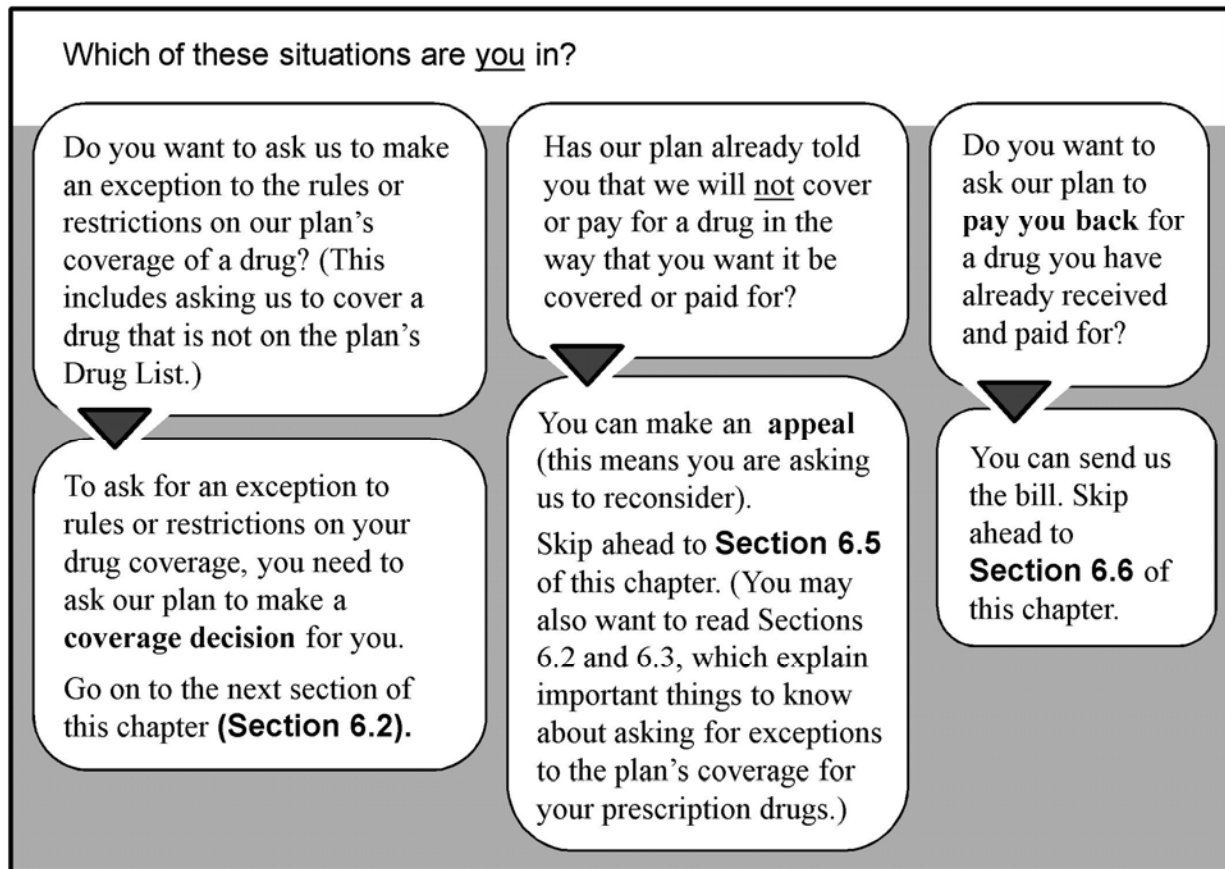 Which of these situations are you in?
Do you want to ask us to make
an exception to the rules or
restrictions on our plan’s
coverage of a drug? (This
includes asking us to cover a
drug that is not on the plan’s
Drug List.)
To ask for an exception to
rules or restrictions on your
drug coverage, you need to
ask our plan to make a
coverage decision for you.
Go on to the next section of
this chapter (Section 6.2).
Has our plan already told
you that we will not cover
or pay for a drug in the
way that you want it be
covered or paid for?
You can make an appeal
(this means you are asking
us to reconsider).
Skip ahead to Section 6.5
of this chapter. (You may
also want to read Sections
6.2 and 6.3, which explain
important things to know
about asking for exceptions
to the plan’s coverage for
your prescription drugs.)
Do you want to
ask our plan to
pay you back for
a drug you have
already received
and paid for?
You can send us
the bill. Skip
ahead to
Section 6.6 of
this chapter.